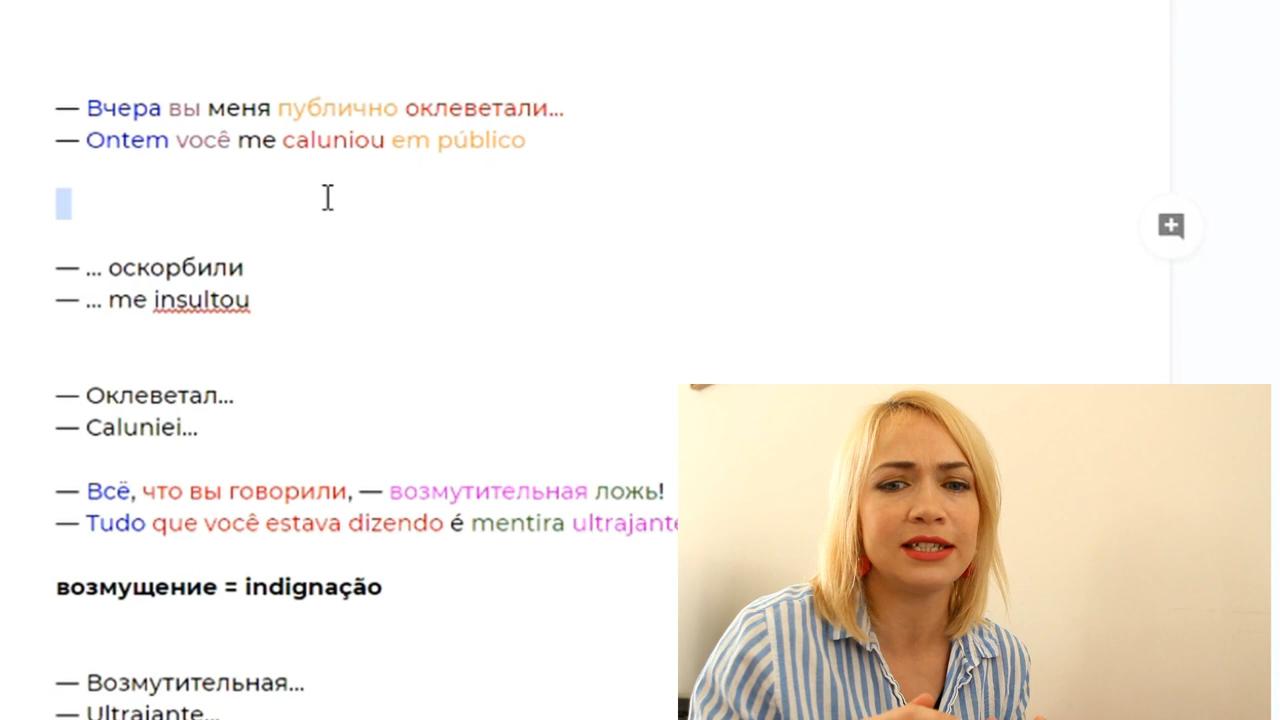 — Вчера вы меня публично оклеветали...
— Ontem você me caluniou em público
— ... оскорбили
— ... me insultou
— Оклеветал...
— Caluniei...
— Всё, что вы говорили, — возмутительная ложь!
— Tudo que você estava dizendo é mentira ultrajante
возмущение = indignação
— Возмутительная...
— Ultrajante...